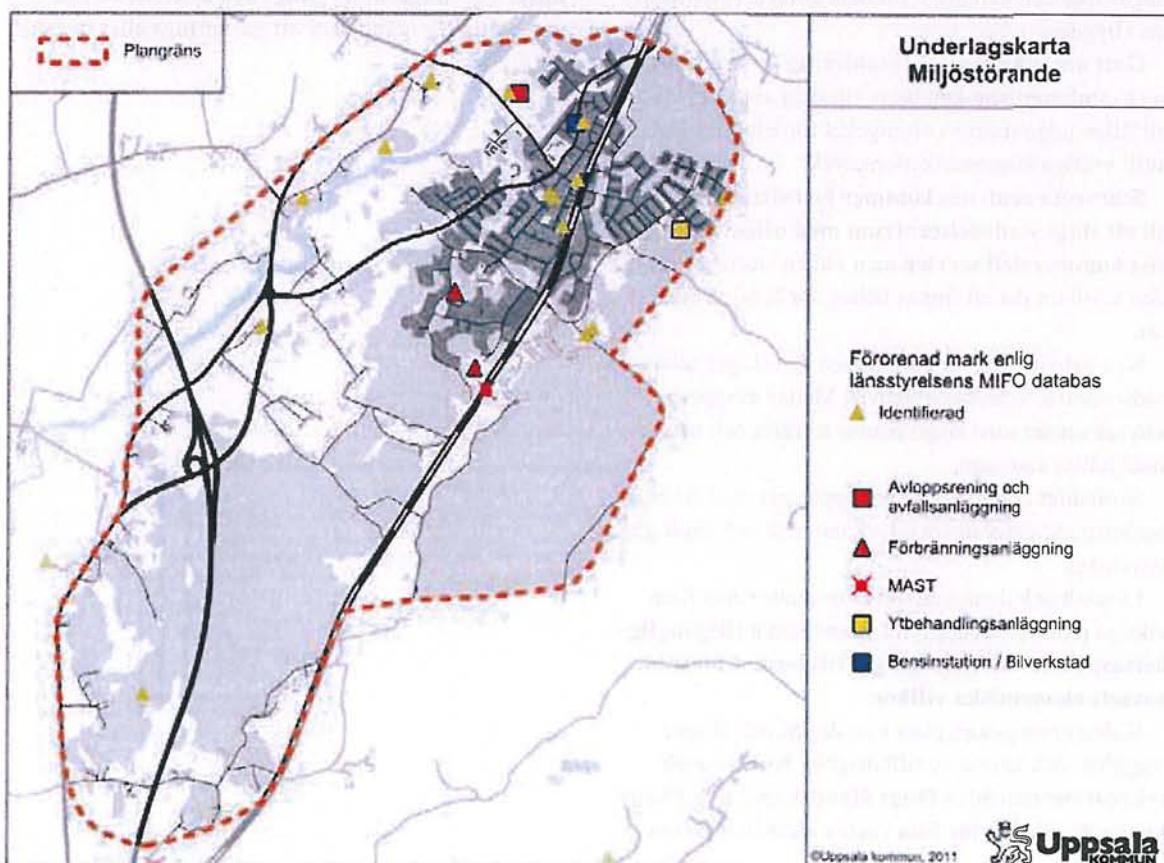 Plangräns
Underlagskarta
Miljöstörande
Förorenad mark enlig
länsstyrelsens MIFO databas
Identifierad
Avloppsrening och
avfallsanläggning
Förbränningsanläggning
MAST
Ytbehandlingsanläggning
Bensinstation / Bilverkstad
©Uppsala kommun, 2011
Uppsala
KOMMUN